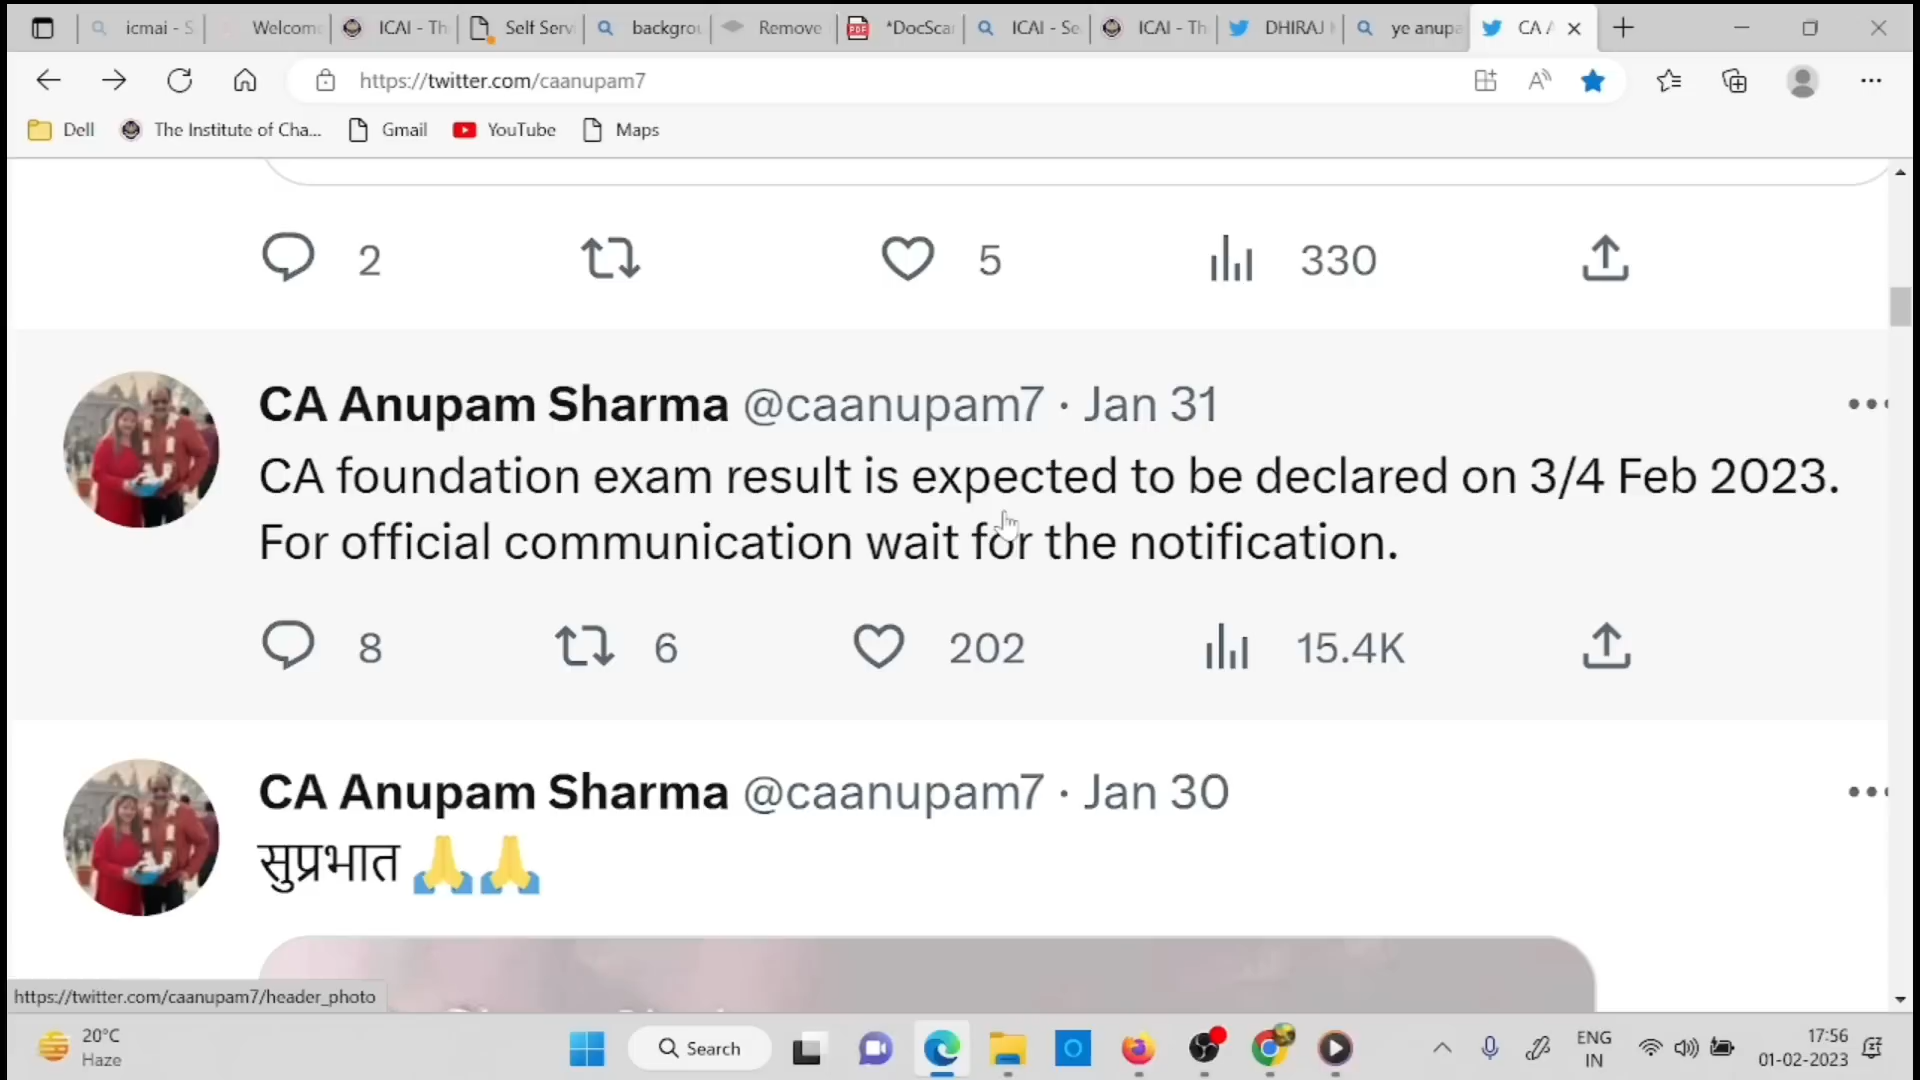 icmai - S
Welcom
ICAI - Th
Self Serv
backgrou
Remove
*DocScan
ICAI - Se
ICAI - Th
DHIRAJ
ye anupa
CA
https://twitter.com/caanupam7
Dell
The Institute of Cha...
Gmail
YouTube
Maps
2
5
330
CA Anupam Sharma @caanupam7 · Jan 31
CA foundation exam result is expected to be declared on 3/4 Feb 2023.
For official communication wait for the notification.
8
6
202
15.4K
CA Anupam Sharma @caanupam7 · Jan 30
सुप्रभात 🙏🙏
https://twitter.com/caanupam7/header_photo
20°C
Haze
Search
ENG
IN
17:56
01-02-2023